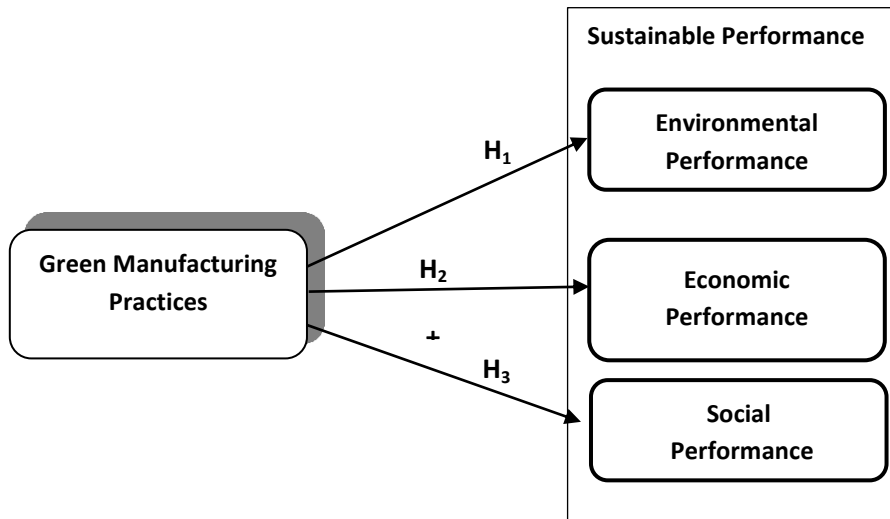 Sustainable Performance
Environmental
Performance
H₁
Green Manufacturing
Practices
H₂
Economic
Performance
+
H₃
Social
Performance